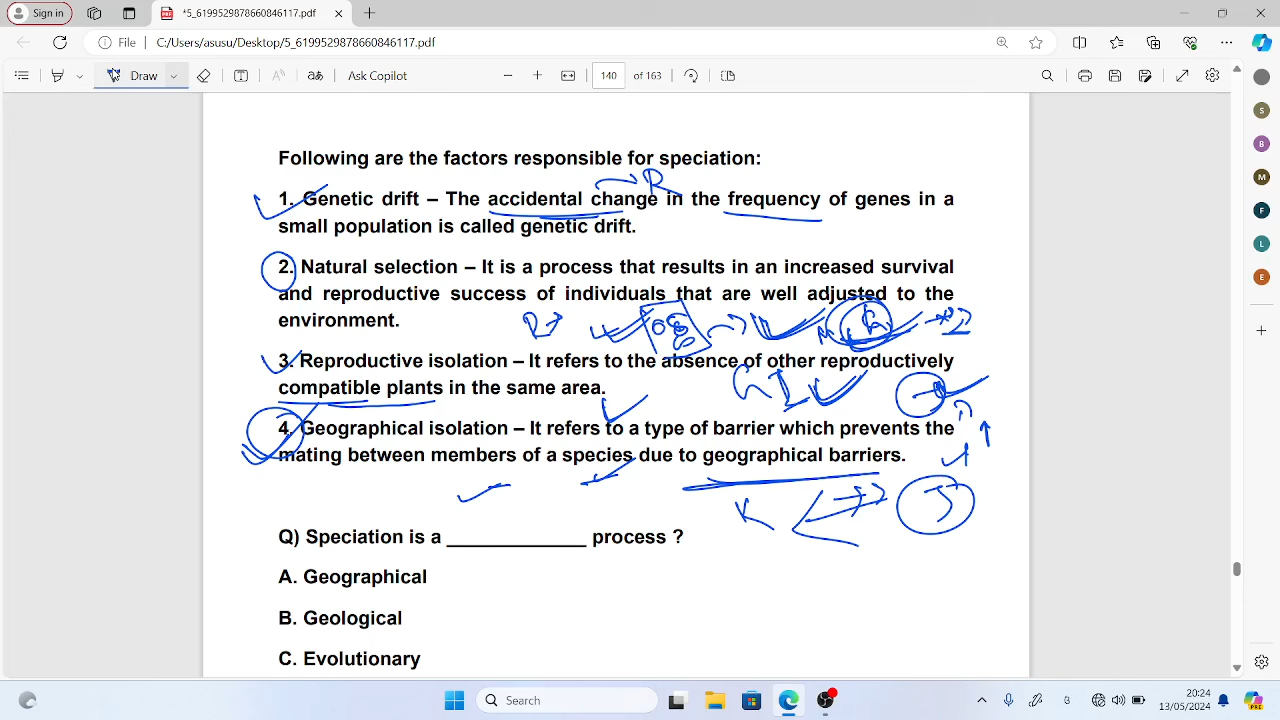 Sign in
*5_6199529878660846117.pdf
File
C:/Users/asusu/Desktop/5_6199529878660846117.pdf
Draw
Ask Copilot
140 of 163
Following are the factors responsible for speciation:
R
1. Genetic drift – The accidental change in the frequency of genes in a
small population is called genetic drift.
2. Natural selection – It is a process that results in an increased survival
and reproductive success of individuals that are well adjusted to the
environment.
3. Reproductive isolation – It refers to the absence of other reproductively
compatible plants in the same area.
4. Geographical isolation – It refers to a type of barrier which prevents the
mating between members of a species due to geographical barriers.
Q) Speciation is a _____________ process ?
A. Geographical
B. Geological
C. Evolutionary
S
B
M
F
L
E
Search
2024
11/05/2024